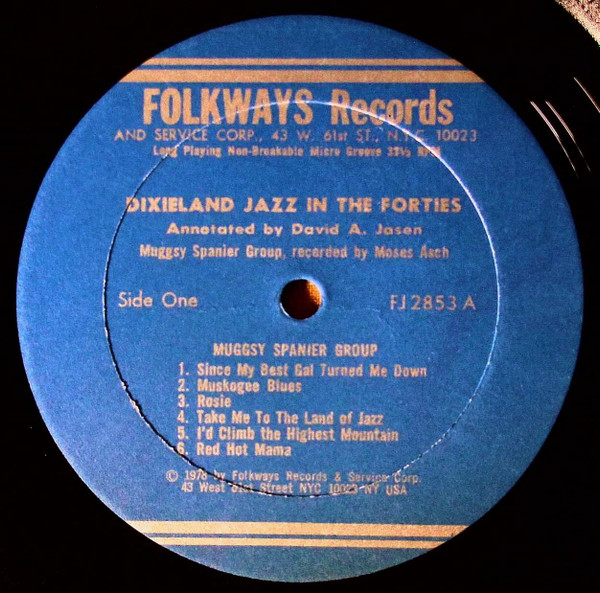 FOLKWAYS Records
AND SERVICE CORP., 43 W. 61st ST., N.Y.C. 10023
Long Playing Non-Breakable Micro Groove 33⅓ RPM
DIXIELAND JAZZ IN THE FORTIES
Annotated by David A. Jasen
Muggsy Spanier Group, recorded by Moses Asch
Side One FJ 2853 A
MUGGSY SPANIER GROUP
1. Since My Best Gal Turned Me Down
2. Muskogee Blues
3. Rosie
4. Take Me To The Land of Jazz
5. I'd Climb the Highest Mountain
6. Red Hot Mama
© 1978 by Folkways Records & Service Corp.
43 West 61st Street NYC 10023 NY USA